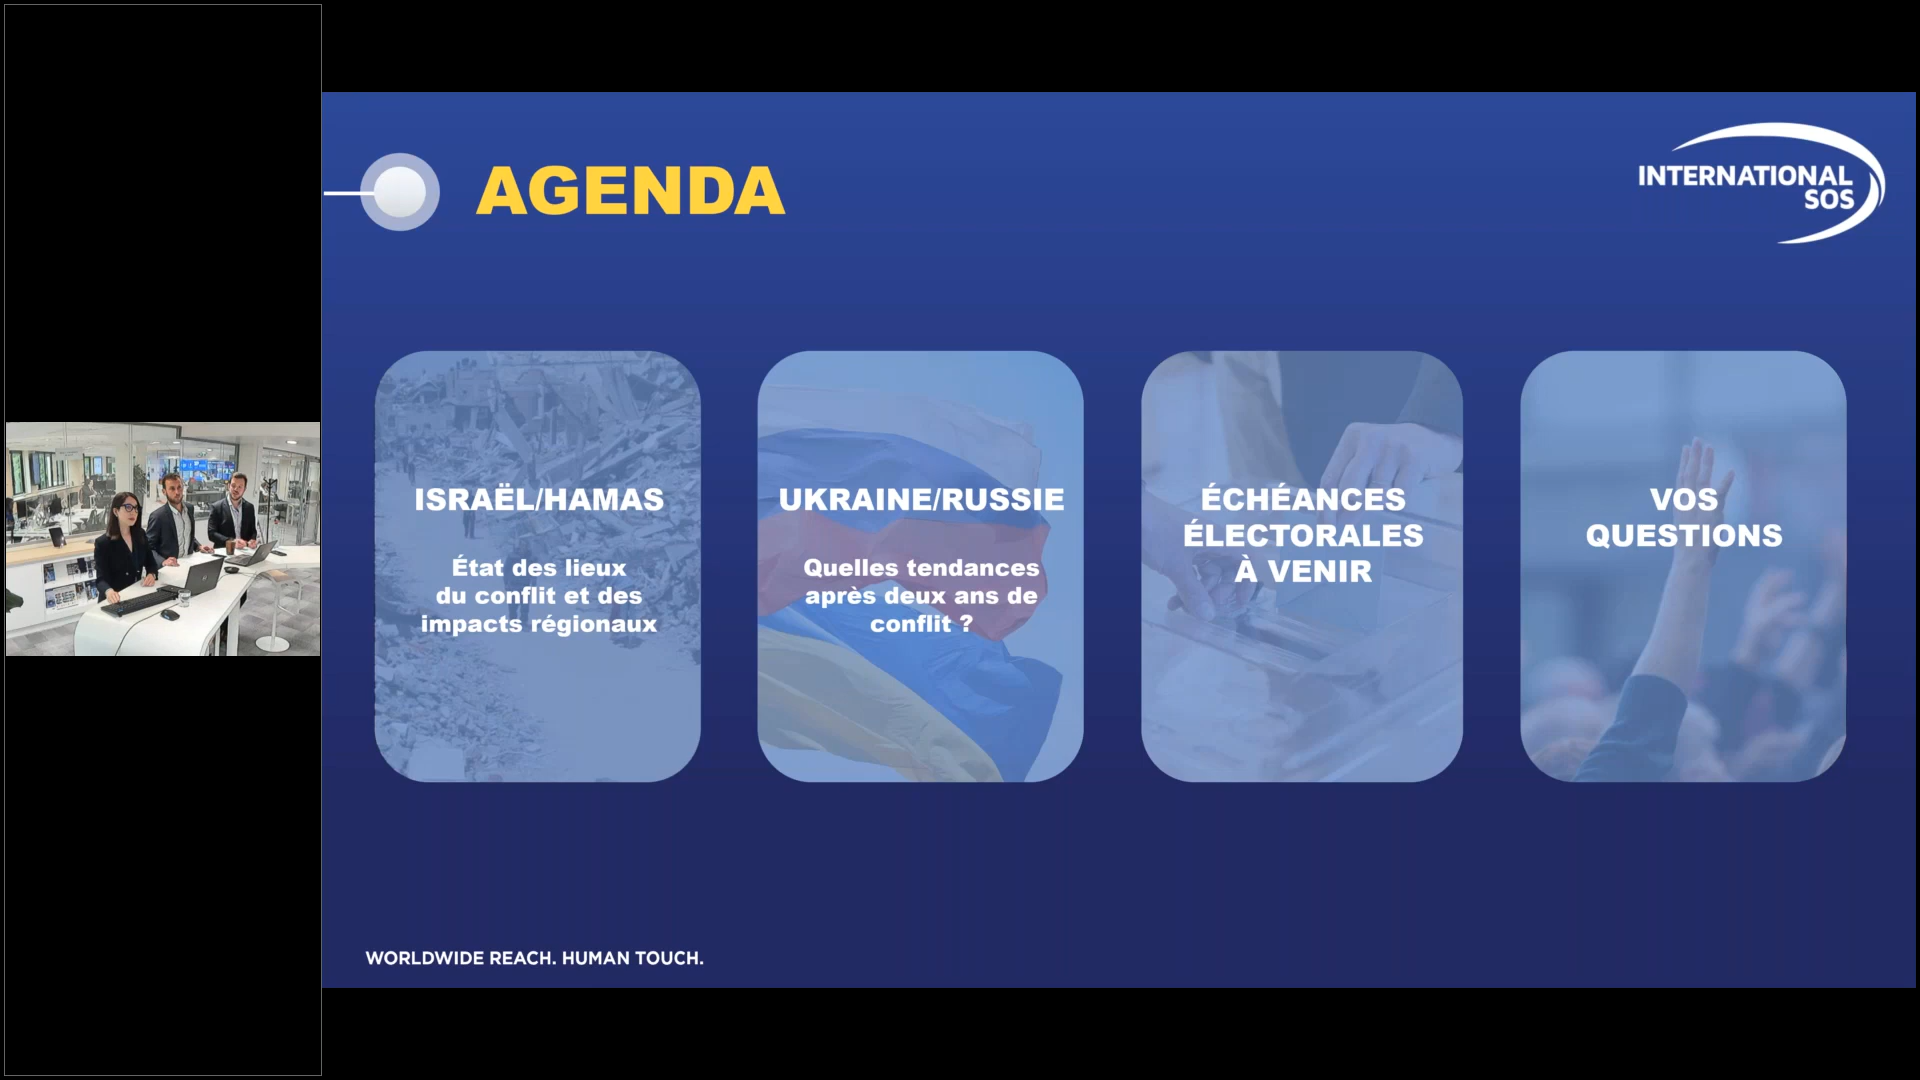 AGENDA
INTERNATIONAL
SOS
ISRAËL/HAMAS
État des lieux
du conflit et des
impacts régionaux
UKRAINE/RUSSIE
Quelles tendances
après deux ans de
conflit ?
ÉCHÉANCES
ÉLECTORALES
À VENIR
VOS
QUESTIONS
WORLDWIDE REACH. HUMAN TOUCH.